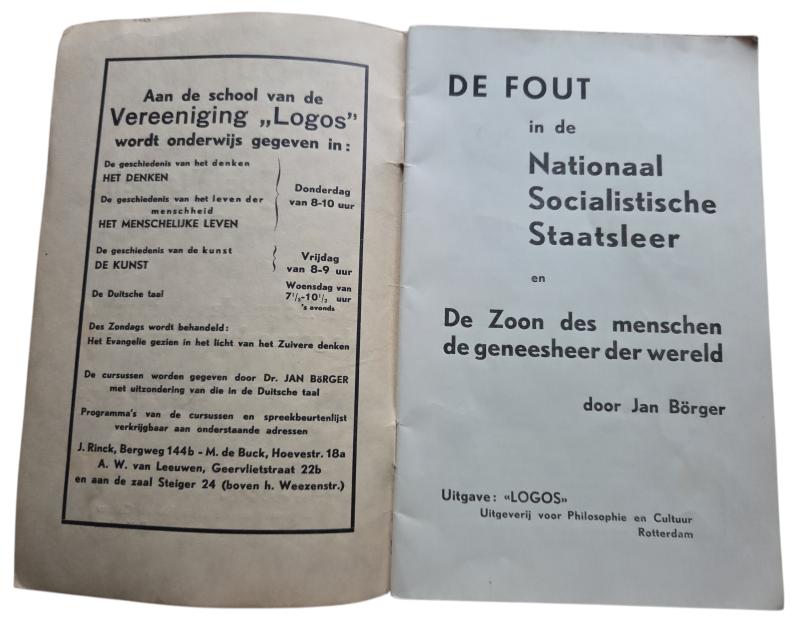 Aan de school van de
Vereeniging „Logos”
wordt onderwijs gegeven in:
De geschiedenis van het denken
HET DENKEN
De geschiedenis van het leven der
menschheid
HET MENSCHELIJKE LEVEN
Donderdag
van 8-10 uur
De geschiedenis van de kunst
DE KUNST
Vrijdag
van 8-9 uur
De Duitsche taal
Woensdag van
7½-10½ uur
's avonds
Des Zondags wordt behandeld:
Het Evangelie gezien in het licht van het Zuivere denken
De cursussen worden gegeven door Dr. JAN BöRGER
met uitzondering van die in de Duitsche taal
Programma's van de cursussen en spreekbeurtenlijst
verkrijgbaar aan onderstaande adressen
J. Rinck, Bergweg 144b - M. de Buck, Hoevestr. 18a
A. W. van Leeuwen, Geervlietstraat 22b
en aan de zaal Steiger 24 (boven h. Weezenstr.)
DE FOUT
in de
Nationaal
Socialistische
Staatsleer
en
De Zoon des menschen
de geneesheer der wereld
door Jan Börger
Uitgave: «LOGOS»
Uitgeverij voor Philosophie en Cultuur
Rotterdam